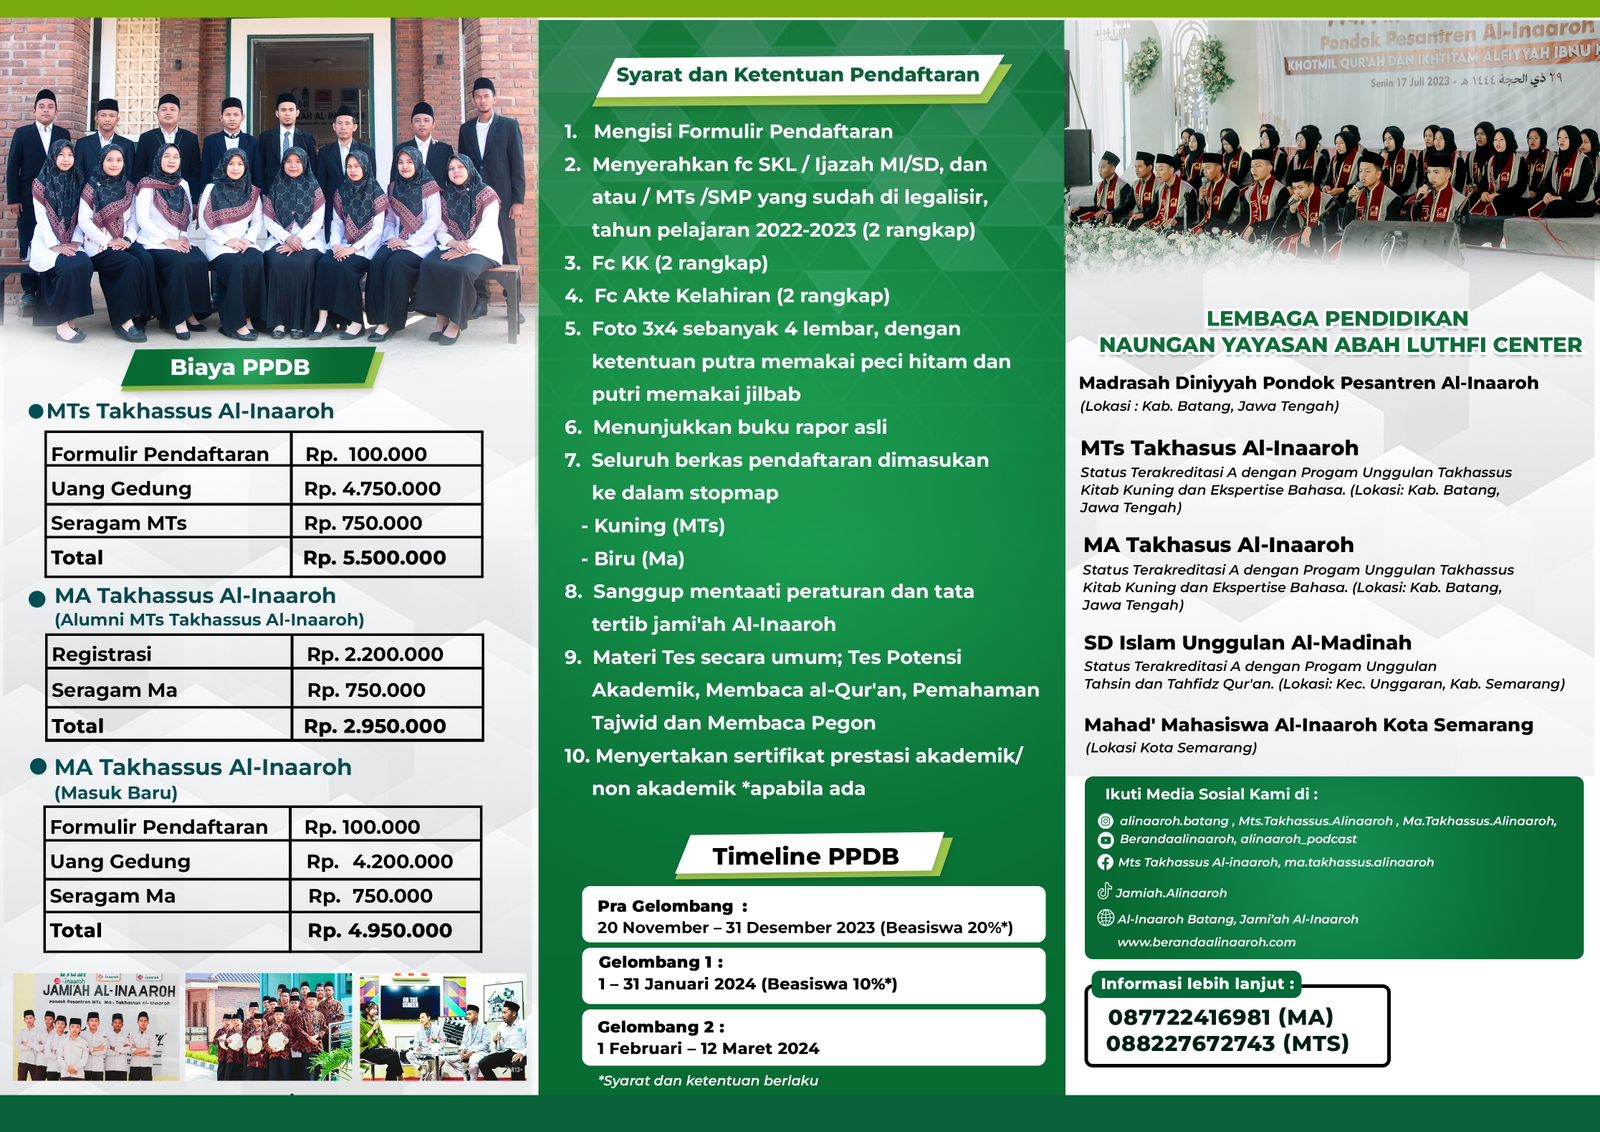 Biaya PPDB
MTs Takhassus Al-Inaaroh
Formulir Pendaftaran Rp. 100.000
Uang Gedung Rp. 4.750.000
Seragam MTs Rp. 750.000
Total Rp. 5.500.000
MA Takhassus Al-Inaaroh
(Alumni MTs Takhassus Al-Inaaroh)
Registrasi Rp. 2.200.000
Seragam Ma Rp. 750.000
Total Rp. 2.950.000
MA Takhassus Al-Inaaroh
(Masuk Baru)
Formulir Pendaftaran Rp. 100.000
Uang Gedung Rp. 4.200.000
Seragam Ma Rp. 750.000
Total Rp. 4.950.000
JAMI'AH AL-INAAROH
Pondok Pesantren MTs Ma - Takhassus Al-Inaaroh
ON THE
SCREEN
Syarat dan Ketentuan Pendaftaran
1. Mengisi Formulir Pendaftaran
2. Menyerahkan fc SKL / Ijazah MI/SD, dan
atau / MTs /SMP yang sudah di legalisir,
tahun pelajaran 2022-2023 (2 rangkap)
3. Fc KK (2 rangkap)
4. Fc Akte Kelahiran (2 rangkap)
5. Foto 3x4 sebanyak 4 lembar, dengan
ketentuan putra memakai peci hitam dan
putri memakai jilbab
6. Menunjukkan buku rapor asli
7. Seluruh berkas pendaftaran dimasukan
ke dalam stopmap
- Kuning (MTs)
- Biru (Ma)
8. Sanggup mentaati peraturan dan tata
tertib jami'ah Al-Inaaroh
9. Materi Tes secara umum; Tes Potensi
Akademik, Membaca al-Qur'an, Pemahaman
Tajwid dan Membaca Pegon
10. Menyertakan sertifikat prestasi akademik/
non akademik *apabila ada
Timeline PPDB
Pra Gelombang :
20 November – 31 Desember 2023 (Beasiswa 20%*)
Gelombang 1 :
1 – 31 Januari 2024 (Beasiswa 10%*)
Gelombang 2 :
1 Februari – 12 Maret 2024
*Syarat dan ketentuan berlaku
Pondok Pesantren Al-Inaaroh
KHOTMIL QUR'AH DAN IKHTITAM ALFIYYAH IBNU
Senin 17 Juli 2023 - ٢٩ ذي الحجة ١٤٤٤ هـ
LEMBAGA PENDIDIKAN
NAUNGAN YAYASAN ABAH LUTHFI CENTER
Madrasah Diniyyah Pondok Pesantren Al-Inaaroh
(Lokasi : Kab. Batang, Jawa Tengah)
MTs Takhasus Al-Inaaroh
Status Terakreditasi A dengan Progam Unggulan Takhassus
Kitab Kuning dan Ekspertise Bahasa. (Lokasi: Kab. Batang,
Jawa Tengah)
MA Takhasus Al-Inaaroh
Status Terakreditasi A dengan Progam Unggulan Takhassus
Kitab Kuning dan Ekspertise Bahasa. (Lokasi: Kab. Batang,
Jawa Tengah)
SD Islam Unggulan Al-Madinah
Status Terakreditasi A dengan Progam Unggulan
Tahsin dan Tahfidz Qur'an. (Lokasi: Kec. Unggaran, Kab. Semarang)
Mahad' Mahasiswa Al-Inaaroh Kota Semarang
(Lokasi Kota Semarang)
Ikuti Media Sosial Kami di :
alinaaroh.batang , Mts.Takhassus.Alinaaroh , Ma.Takhassus.Alinaaroh,
Berandaalinaaroh, alinaaroh_podcast
Mts Takhassus Al-inaaroh, ma.takhassus.alinaaroh
Jamiah.Alinaaroh
Al-Inaaroh Batang, Jami'ah Al-Inaaroh
www.berandaalinaaroh.com
Informasi lebih lanjut :
087722416981 (MA)
088227672743 (MTS)